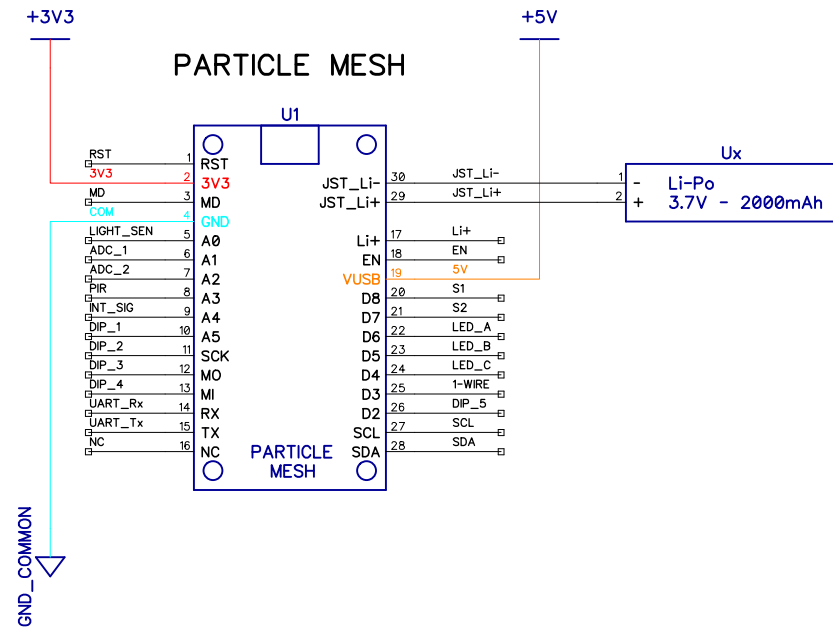 +3V3
+5V
PARTICLE MESH
U1
Ux
RST 1 RST
3V3 2 3V3
MD 3 MD
COM 4 GND
LIGHT_SEN 5 A0
ADC_1 6 A1
ADC_2 7 A2
PIR 8 A3
INT_SIG 9 A4
DIP_1 10 A5
DIP_2 11 SCK
DIP_3 12 MO
DIP_4 13 MI
UART_Rx 14 RX
UART_Tx 15 TX
NC 16 NC
JST_Li- 30 JST_Li- 1 -
JST_Li+ 29 JST_Li+ 2 +
Li-Po
3.7V - 2000mAh
Li+ 17 Li+
EN 18 EN
VUSB 19 5V
D8 20 S1
D7 21 S2
D6 22 LED_A
D5 23 LED_B
D4 24 LED_C
D3 25 1-WIRE
D2 26 DIP_5
SCL 27 SCL
SDA 28 SDA
PARTICLE
MESH
GND_COMMON